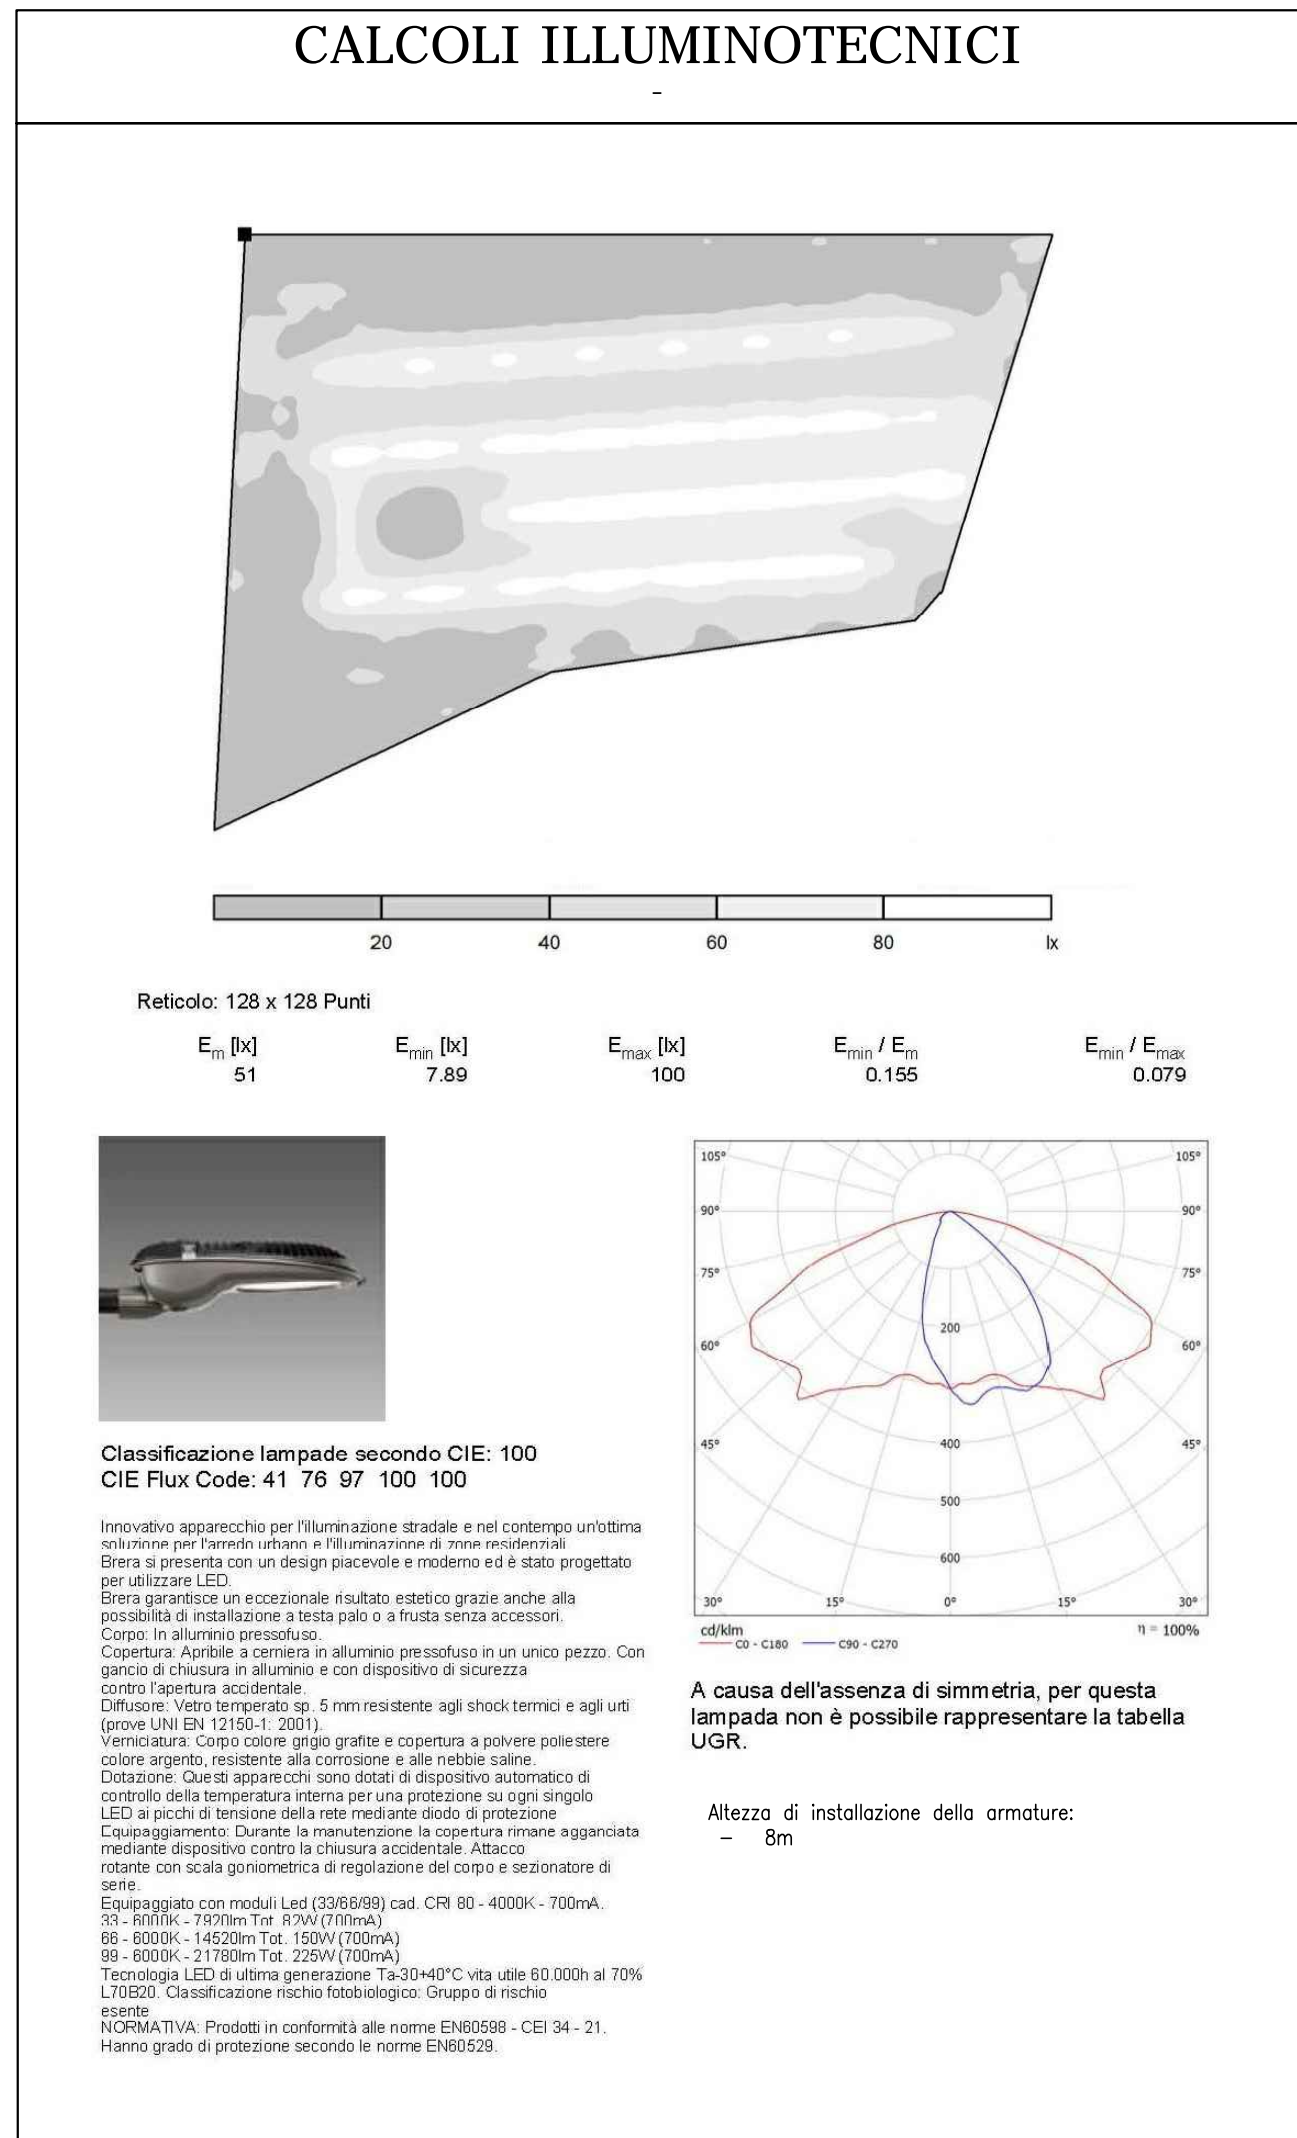 CALCOLI ILLUMINOTECNICI
-
20 40 60 80 lx
Reticolo: 128 x 128 Punti
Em [lx] Emin [lx] Emax [lx] Emin / Em Emin / Emax
51 7.89 100 0.155 0.079
105° 105°
90° 90°
75° 75°
200
60° 60°
400
45° 45°
500
600
30° 15° 0° 15° 30°
cd/klm η = 100%
C0 - C180 C90 - C270
Classificazione lampade secondo CIE: 100
CIE Flux Code: 41 76 97 100 100
Innovativo apparecchio per l'illuminazione stradale e nel contempo un'ottima
soluzione per l'arredo urbano e l'illuminazione di zone residenziali
Brera si presenta con un design piacevole e moderno ed è stato progettato
per utilizzare LED.
Brera garantisce un eccezionale risultato estetico grazie anche alla
possibilità di installazione a testa palo o a frusta senza accessori.
Corpo: In alluminio pressofuso.
Copertura: Apribile a cerniera in alluminio pressofuso in un unico pezzo. Con
gancio di chiusura in alluminio e con dispositivo di sicurezza
contro l'apertura accidentale.
Diffusore: Vetro temperato sp. 5 mm resistente agli shock termici e agli urti
(prove UNI EN 12150-1: 2001).
Verniciatura: Corpo colore grigio grafite e copertura a polvere poliestere
colore argento, resistente alla corrosione e alle nebbie saline.
Dotazione: Questi apparecchi sono dotati di dispositivo automatico di
controllo della temperatura interna per una protezione su ogni singolo
LED ai picchi di tensione della rete mediante diodo di protezione
Equipaggiamento: Durante la manutenzione la copertura rimane agganciata
mediante dispositivo contro la chiusura accidentale. Attacco
rotante con scala goniometrica di regolazione del corpo e sezionatore di
serie.
Equipaggiato con moduli Led (33/66/99) cad. CRI 80 - 4000K - 700mA.
33 - 6000K - 7920lm Tot. 82W (700mA)
66 - 6000K - 14520lm Tot. 150W (700mA)
99 - 6000K - 21780lm Tot. 225W (700mA)
Tecnologia LED di ultima generazione Ta-30+40°C vita utile 60.000h al 70%
L70B20. Classificazione rischio fotobiologico: Gruppo di rischio
esente
NORMATIVA: Prodotti in conformità alle norme EN60598 - CEI 34 - 21.
Hanno grado di protezione secondo le norme EN60529.
A causa dell'assenza di simmetria, per questa
lampada non è possibile rappresentare la tabella
UGR.
Altezza di installazione della armature:
- 8m